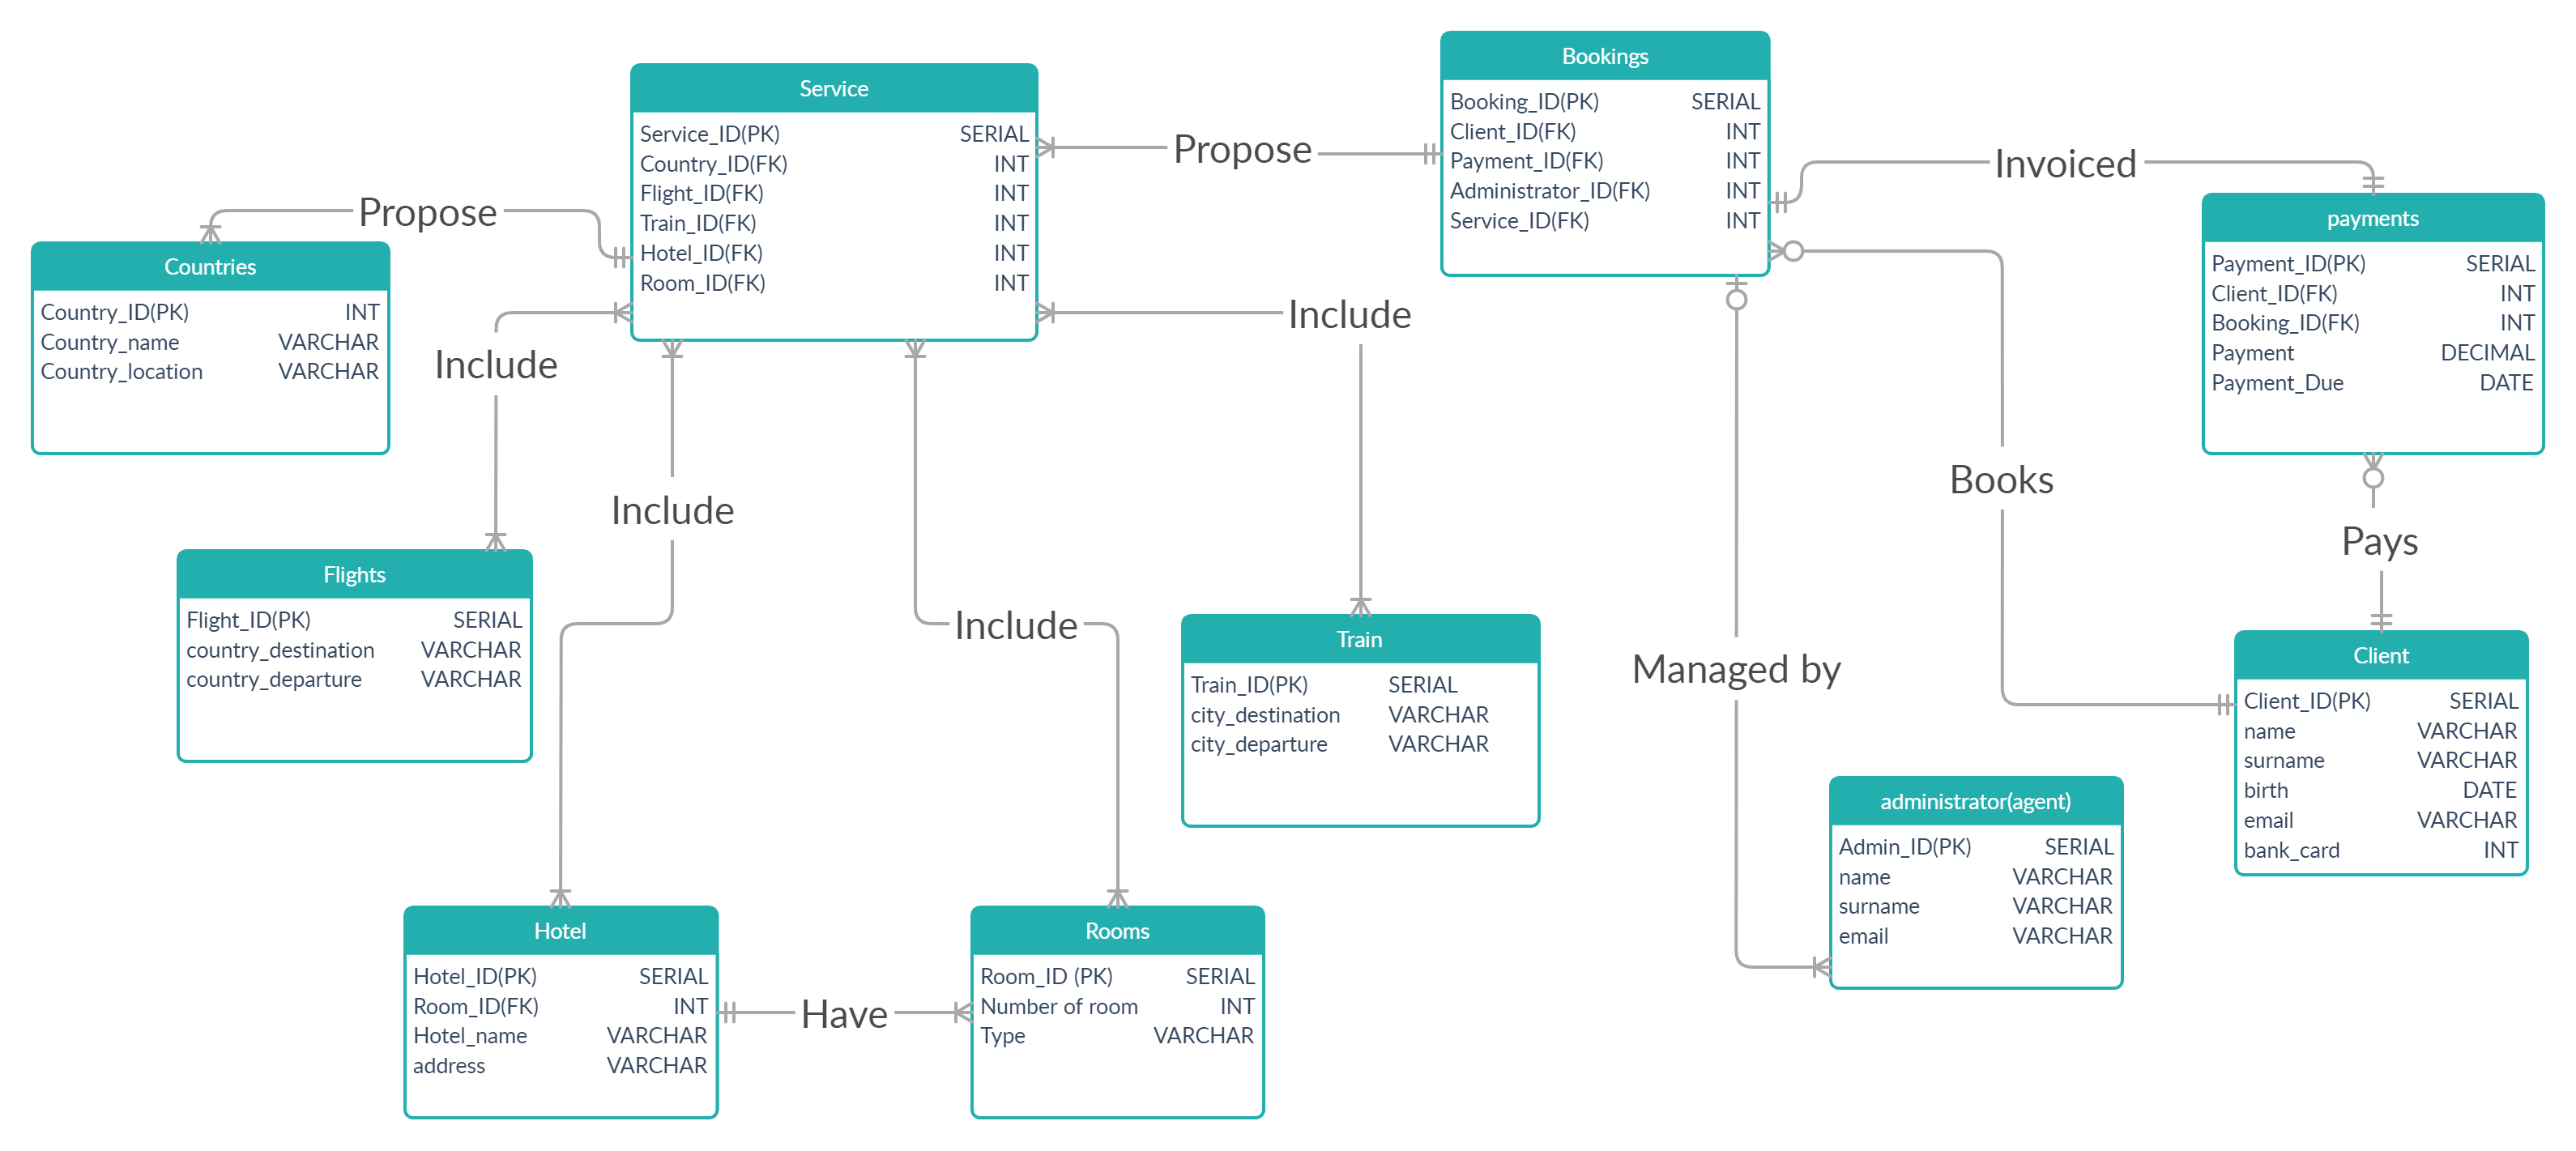 Service
Service_ID(PK) SERIAL
Country_ID(FK) INT
Flight_ID(FK) INT
Train_ID(FK) INT
Hotel_ID(FK) INT
Room_ID(FK) INT
Propose
Bookings
Booking_ID(PK) SERIAL
Client_ID(FK) INT
Payment_ID(FK) INT
Administrator_ID(FK) INT
Service_ID(FK) INT
Invoiced
payments
Payment_ID(PK) SERIAL
Client_ID(FK) INT
Booking_ID(FK) INT
Payment DECIMAL
Payment_Due DATE
Propose
Countries
Country_ID(PK) INT
Country_name VARCHAR
Country_location VARCHAR
Include
Include
Include
Include
Books
Pays
Managed by
Flights
Flight_ID(PK) SERIAL
country_destination VARCHAR
country_departure VARCHAR
Train
Train_ID(PK) SERIAL
city_destination VARCHAR
city_departure VARCHAR
Client
Client_ID(PK) SERIAL
name VARCHAR
surname VARCHAR
birth DATE
email VARCHAR
bank_card INT
administrator(agent)
Admin_ID(PK) SERIAL
name VARCHAR
surname VARCHAR
email VARCHAR
Hotel
Hotel_ID(PK) SERIAL
Room_ID(FK) INT
Hotel_name VARCHAR
address VARCHAR
Have
Rooms
Room_ID (PK) SERIAL
Number of room INT
Type VARCHAR